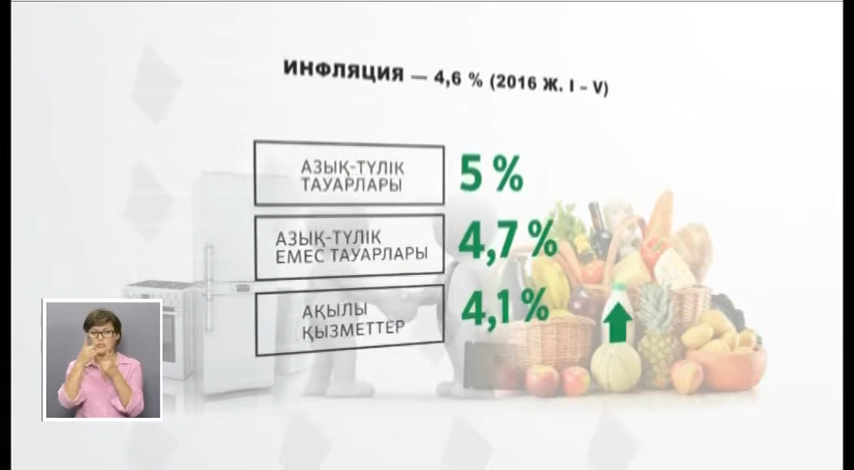 ИНФЛЯЦИЯ — 4,6 % (2016 Ж. I – V)
АЗЫҚ-ТҮЛІК
ТАУАРЛАРЫ
5 %
АЗЫҚ-ТҮЛІК
ЕМЕС ТАУАРЛАРЫ
4,7 %
АҚЫЛЫ
ҚЫЗМЕТТЕР
4,1 %